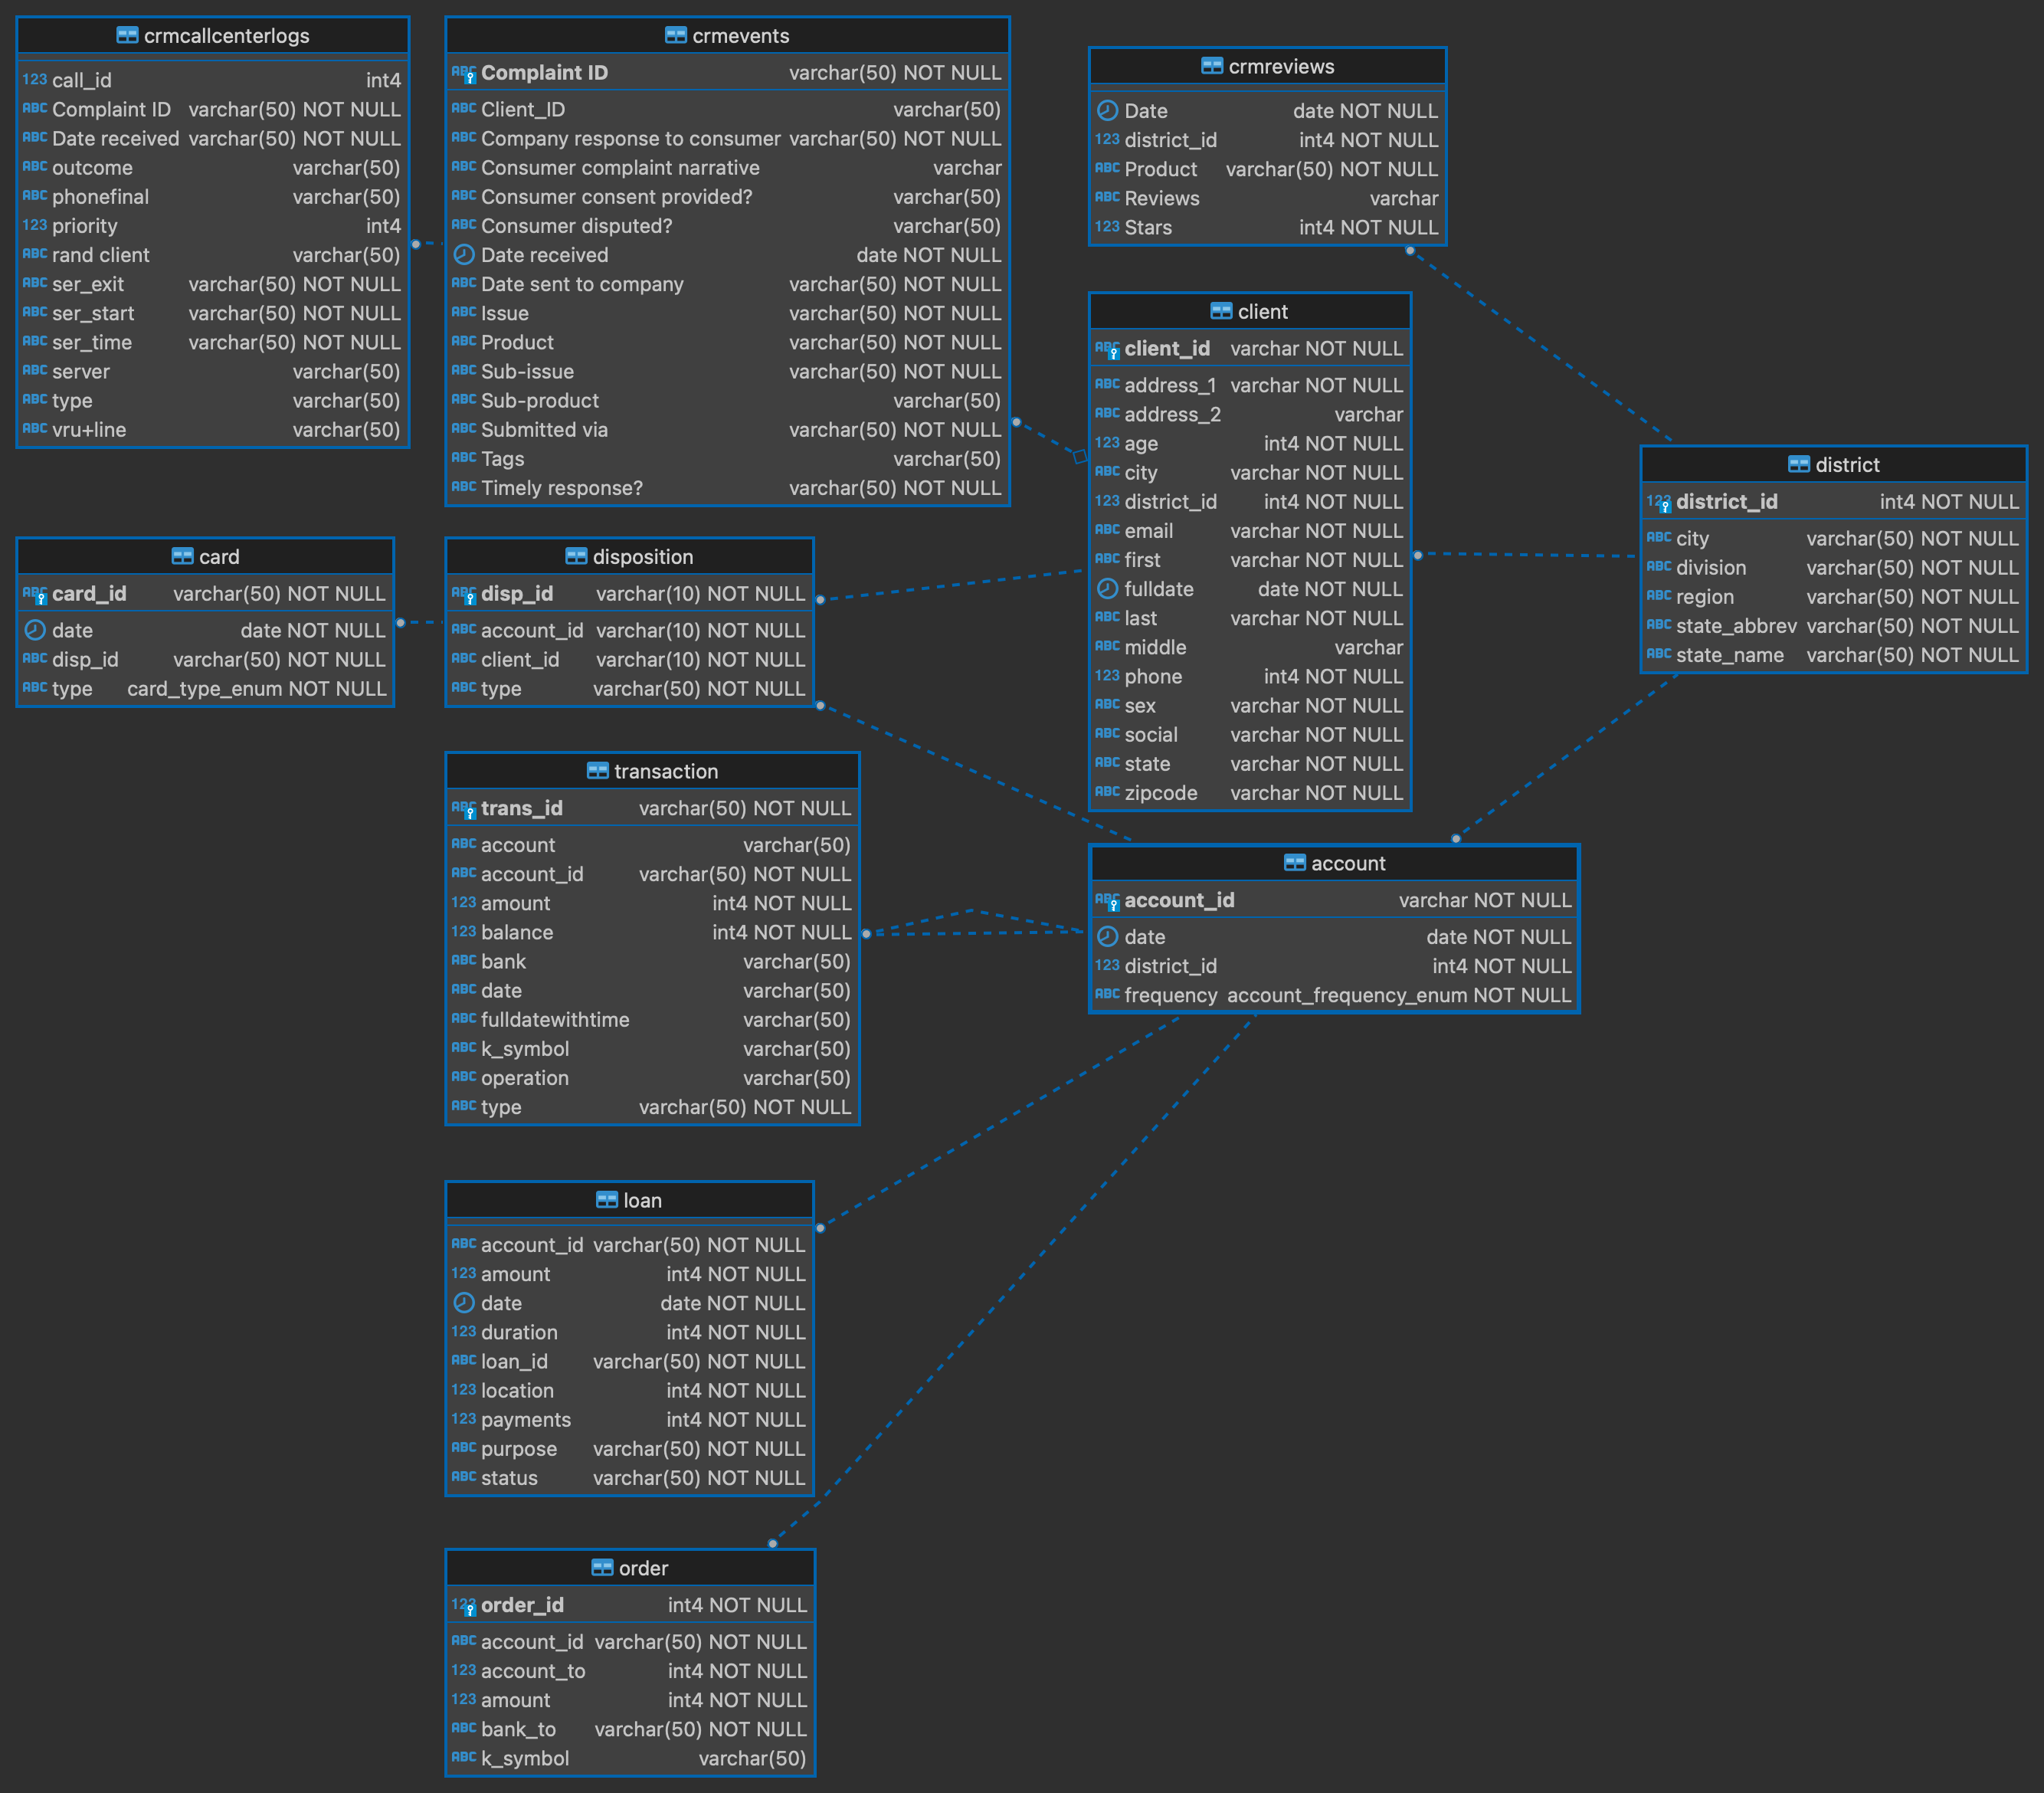 crmcallcenterlogs
123 call_id int4
ABC Complaint ID varchar(50) NOT NULL
ABC Date received varchar(50) NOT NULL
ABC outcome varchar(50)
ABC phonefinal varchar(50)
123 priority int4
ABC rand client varchar(50)
ABC ser_exit varchar(50) NOT NULL
ABC ser_start varchar(50) NOT NULL
ABC ser_time varchar(50) NOT NULL
ABC server varchar(50)
ABC type varchar(50)
ABC vru+line varchar(50)
crmevents
ABC Complaint ID varchar(50) NOT NULL
ABC Client_ID varchar(50)
ABC Company response to consumer varchar(50) NOT NULL
ABC Consumer complaint narrative varchar
ABC Consumer consent provided? varchar(50)
ABC Consumer disputed? varchar(50)
Date received date NOT NULL
ABC Date sent to company varchar(50) NOT NULL
ABC Issue varchar(50) NOT NULL
ABC Product varchar(50) NOT NULL
ABC Sub-issue varchar(50) NOT NULL
ABC Sub-product varchar(50)
ABC Submitted via varchar(50) NOT NULL
ABC Tags varchar(50)
ABC Timely response? varchar(50) NOT NULL
crmreviews
Date date NOT NULL
123 district_id int4 NOT NULL
ABC Product varchar(50) NOT NULL
ABC Reviews varchar
123 Stars int4 NOT NULL
client
ABC client_id varchar NOT NULL
ABC address_1 varchar NOT NULL
ABC address_2 varchar
123 age int4 NOT NULL
ABC city varchar NOT NULL
123 district_id int4 NOT NULL
ABC email varchar NOT NULL
ABC first varchar NOT NULL
fulldate date NOT NULL
ABC last varchar NOT NULL
ABC middle varchar
123 phone int4 NOT NULL
ABC sex varchar NOT NULL
ABC social varchar NOT NULL
ABC state varchar NOT NULL
ABC zipcode varchar NOT NULL
district
123 district_id int4 NOT NULL
ABC city varchar(50) NOT NULL
ABC division varchar(50) NOT NULL
ABC region varchar(50) NOT NULL
ABC state_abbrev varchar(50) NOT NULL
ABC state_name varchar(50) NOT NULL
card
ABC card_id varchar(50) NOT NULL
date date NOT NULL
ABC disp_id varchar(50) NOT NULL
ABC type card_type_enum NOT NULL
disposition
ABC disp_id varchar(10) NOT NULL
ABC account_id varchar(10) NOT NULL
ABC client_id varchar(10) NOT NULL
ABC type varchar(50) NOT NULL
transaction
ABC trans_id varchar(50) NOT NULL
ABC account varchar(50)
ABC account_id varchar(50) NOT NULL
123 amount int4 NOT NULL
123 balance int4 NOT NULL
ABC bank varchar(50)
ABC date varchar(50)
ABC fulldatewithtime varchar(50)
ABC k_symbol varchar(50)
ABC operation varchar(50)
ABC type varchar(50) NOT NULL
account
ABC account_id varchar NOT NULL
date date NOT NULL
123 district_id int4 NOT NULL
ABC frequency account_frequency_enum NOT NULL
loan
ABC account_id varchar(50) NOT NULL
123 amount int4 NOT NULL
date date NOT NULL
123 duration int4 NOT NULL
ABC loan_id varchar(50) NOT NULL
123 location int4 NOT NULL
123 payments int4 NOT NULL
ABC purpose varchar(50) NOT NULL
ABC status varchar(50) NOT NULL
order
123 order_id int4 NOT NULL
ABC account_id varchar(50) NOT NULL
123 account_to int4 NOT NULL
123 amount int4 NOT NULL
ABC bank_to varchar(50) NOT NULL
ABC k_symbol varchar(50)